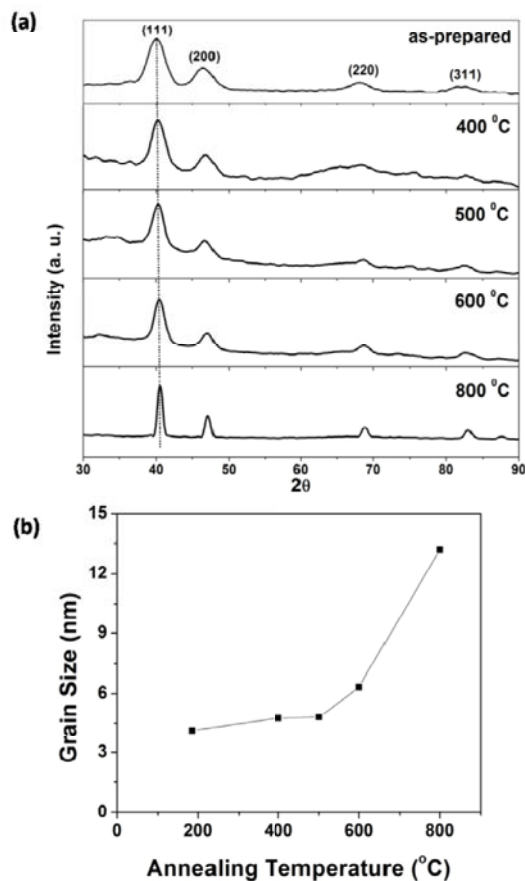 (a)
(111)
(200)
(220)
(311)
as-prepared
400 °C
500 °C
600 °C
800 °C
Intensity (a. u.)
30 40 50 60 70 80 90
2θ
(b)
15
12
9
6
3
0
Grain Size (nm)
0 200 400 600 800
Annealing Temperature (°C)